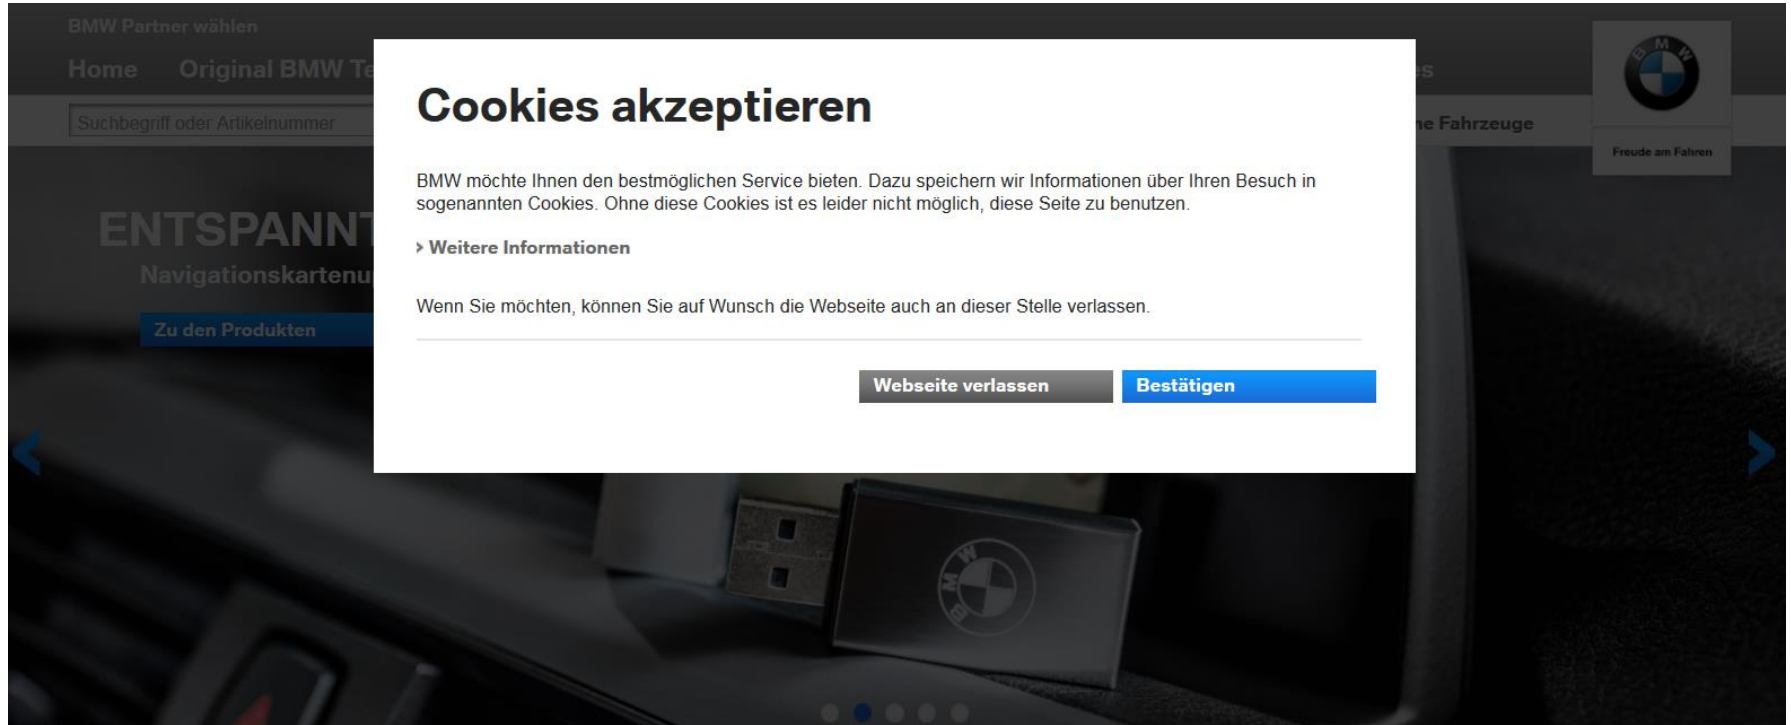 BMW Partner wählen
Home Original BMW Te
es
Suchbegriff oder Artikelnummer
ne Fahrzeuge
BMW
Freude am Fahren
Cookies akzeptieren
BMW möchte Ihnen den bestmöglichen Service bieten. Dazu speichern wir Informationen über Ihren Besuch in
sogenannten Cookies. Ohne diese Cookies ist es leider nicht möglich, diese Seite zu benutzen.
› Weitere Informationen
Wenn Sie möchten, können Sie auf Wunsch die Webseite auch an dieser Stelle verlassen.
Webseite verlassen
Bestätigen
ENTSPANNT
Navigationskartenu
Zu den Produkten
BMW